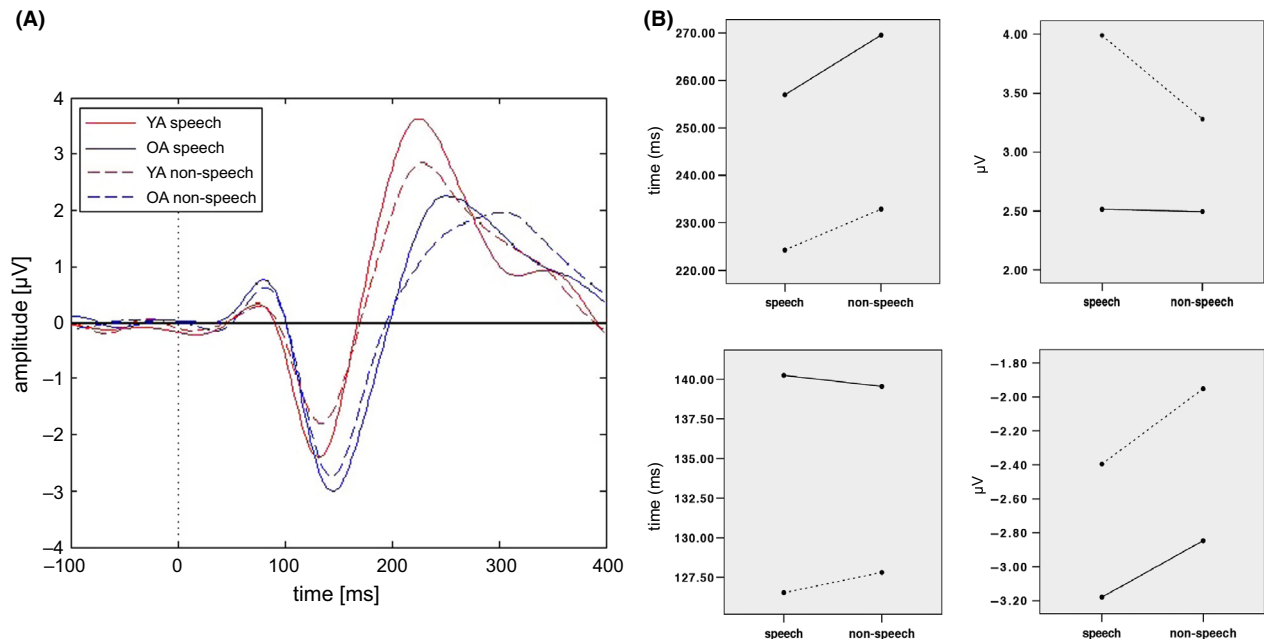 (A)
4
3
2
1
0
–1
–2
–3
–4
amplitude [µV]
YA speech
OA speech
YA non-speech
OA non-speech
–100
0
100
200
300
400
time [ms]
(B)
270.00
260.00
250.00
240.00
230.00
220.00
time (ms)
speech non-speech
4.00
3.50
3.00
2.50
2.00
µV
speech non-speech
140.00
137.50
135.00
132.50
130.00
127.50
time (ms)
speech non-speech
–1.80
–2.00
–2.20
–2.40
–2.60
–2.80
–3.00
–3.20
µV
speech non-speech